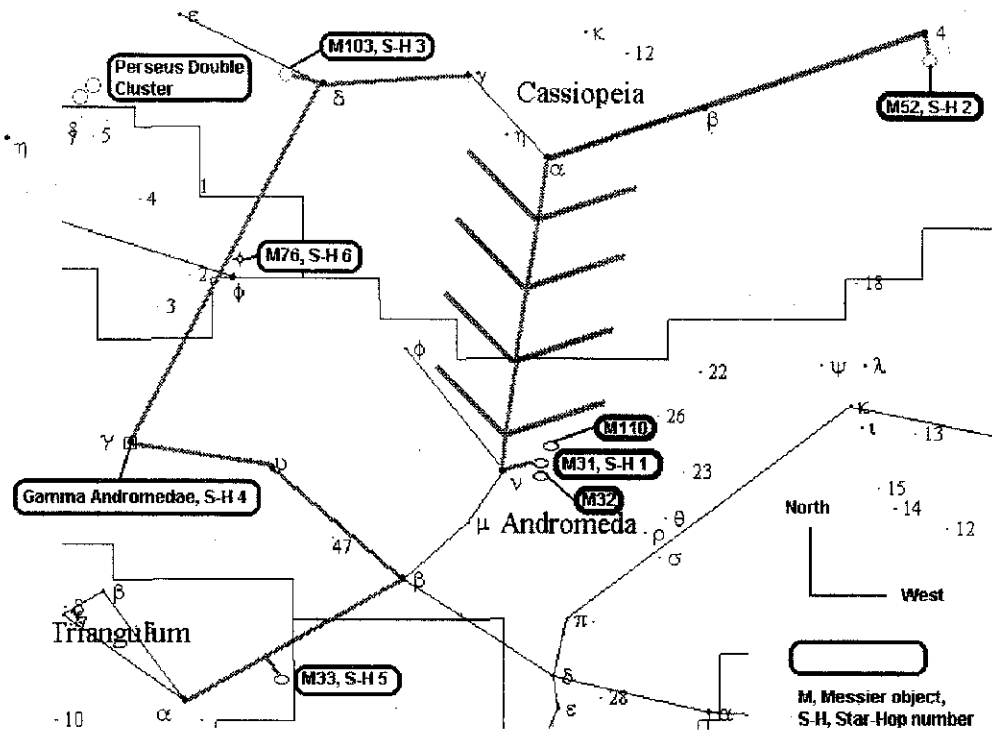 ε
κ
12
4
M103, S-H 3
Perseus Double
Cluster
δ
γ
Cassiopeia
β
M52, S-H 2
η
5
η
α
1
4
M76, S-H 6
2
φ
3
18
φ
22
ψ
λ
κ
26
ι
13
γ
υ
M110
M31, S-H 1
M32
ν
23
Gamma Andromedae, S-H 4
15
14
12
μ
Andromeda
θ
ρ
σ
North
47
β
West
β
δ
Triangulum
π
M33, S-H 5
δ
α
ε
28
α
10
M, Messier object,
S-H, Star-Hop number